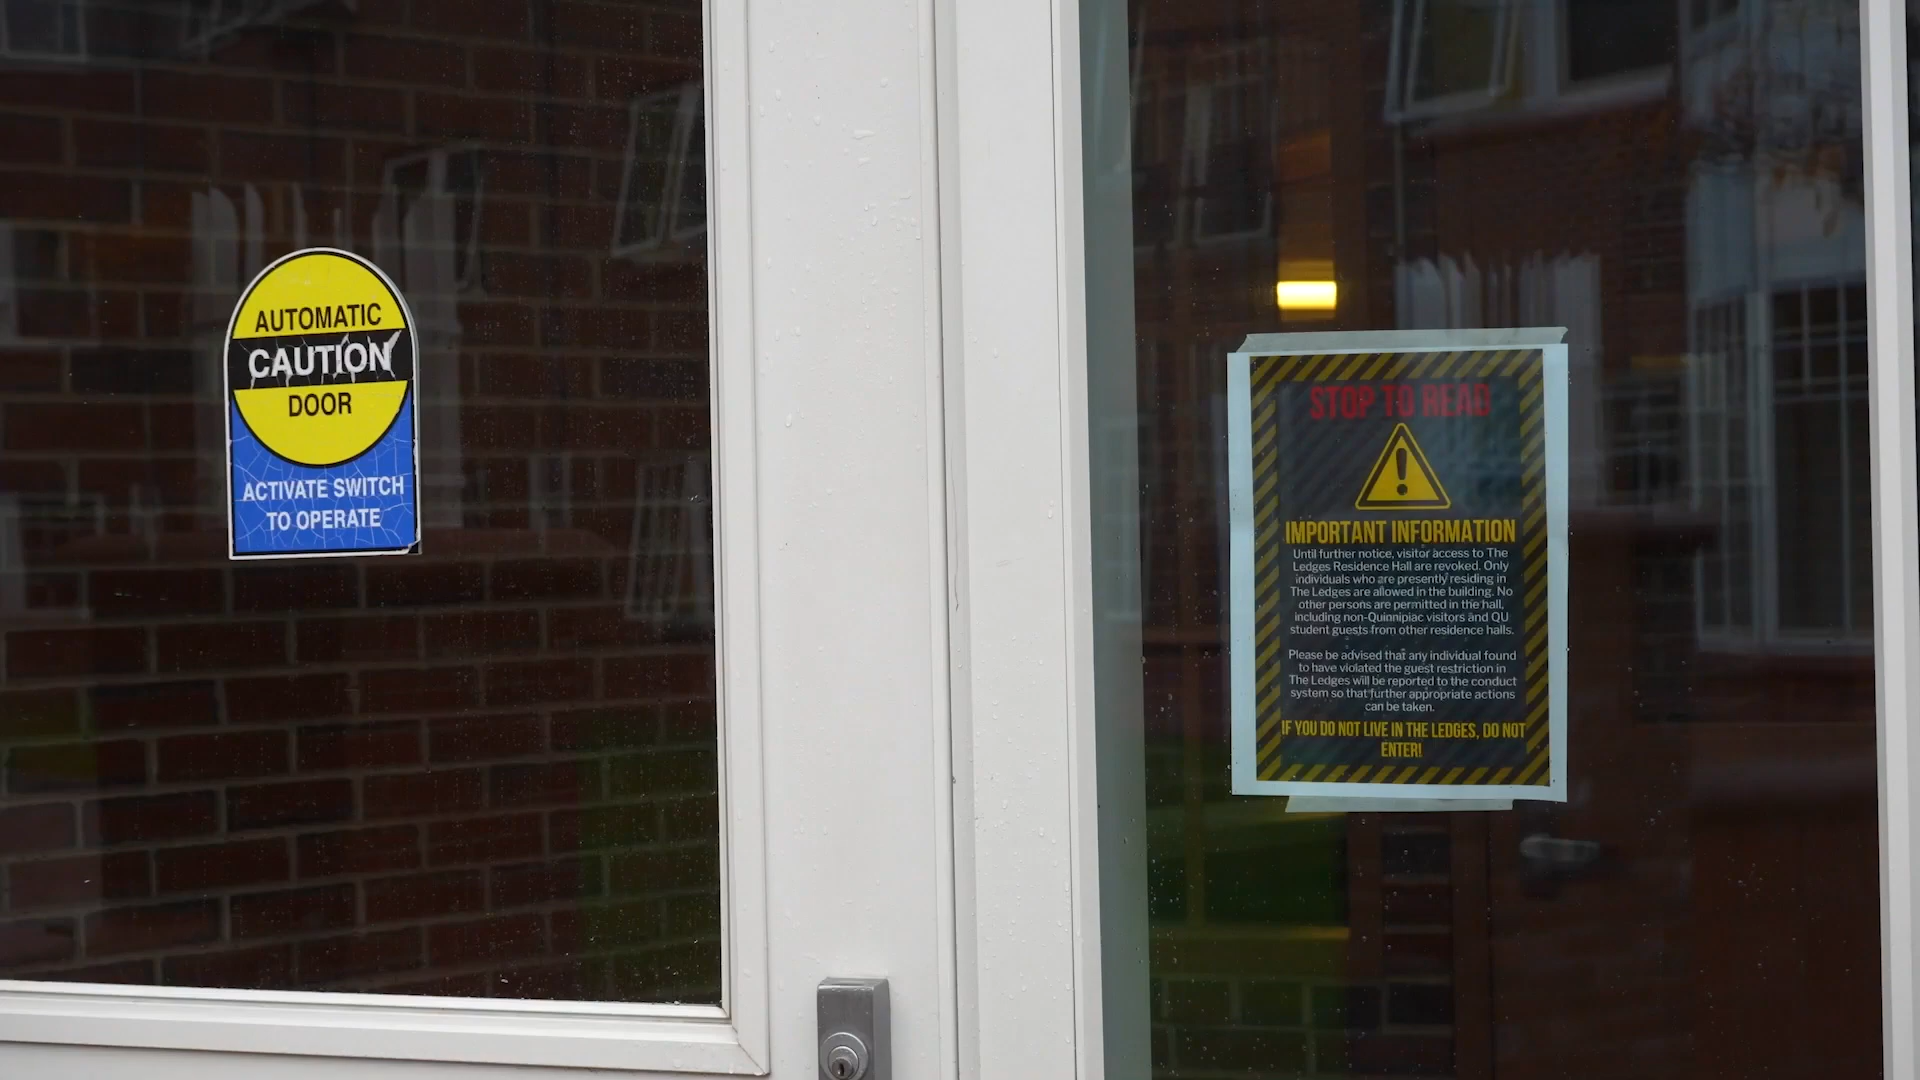 AUTOMATIC
CAUTION
DOOR
ACTIVATE SWITCH
TO OPERATE
STOP TO READ
IMPORTANT INFORMATION
Until further notice, visitor access to The
Ledges Residence Hall are revoked. Only
individuals who are presently residing in
The Ledges are allowed in the building. No
other persons are permitted in the hall,
including non-Quinnipiac visitors and QU
student guests from other residence halls.
Please be advised that any individual found
to have violated the guest restriction in
The Ledges will be reported to the conduct
system so that further appropriate actions
can be taken.
IF YOU DO NOT LIVE IN THE LEDGES, DO NOT
ENTER!